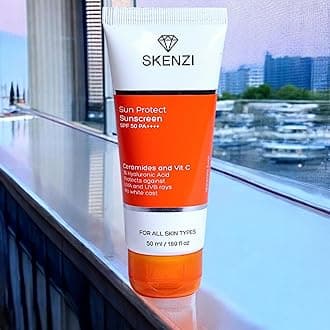 SKENZI
Sun Protect
Sunscreen
SPF 50 PA++++
Ceramides and Vit C
& Hyaluronic Acid
Protects against
UVA and UVB rays
No white cast
FOR ALL SKIN TYPES
50 ml / 1.69 fl oz